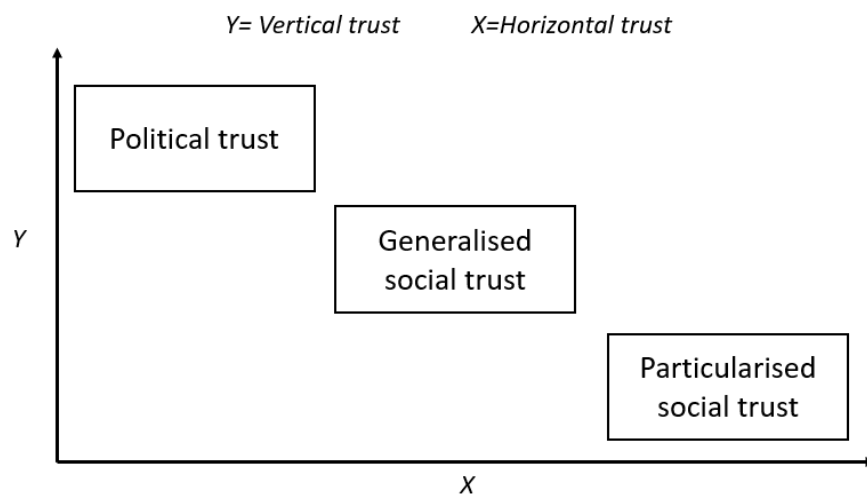 Y= Vertical trust X=Horizontal trust
Political trust
Y
Generalised
social trust
Particularised
social trust
X